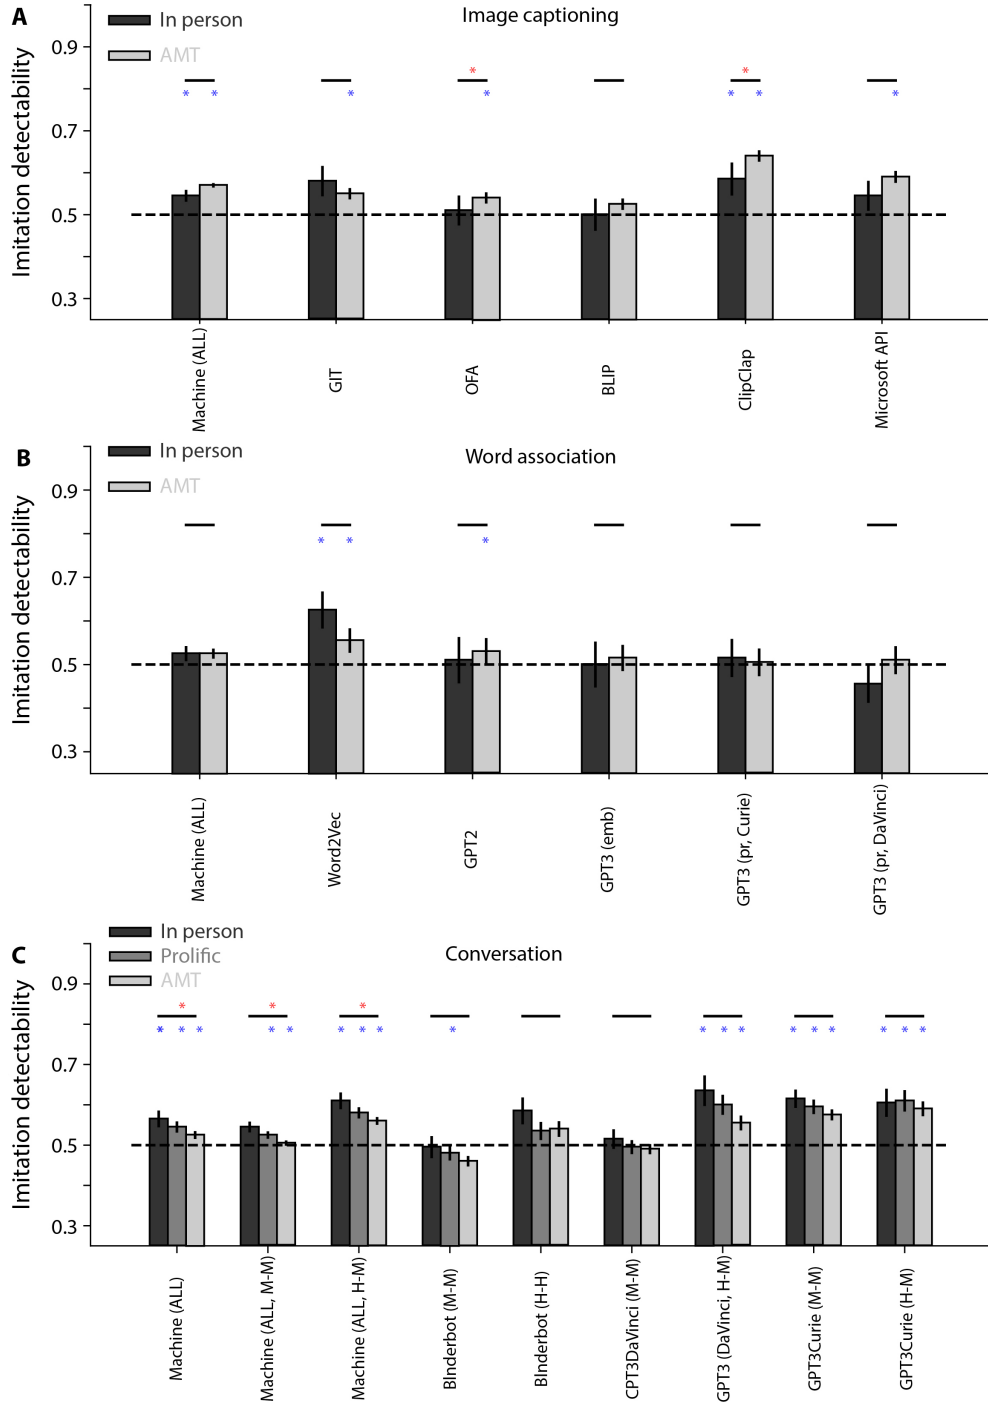 A
Image captioning
In person
AMT
Imitation detectability
0.9
0.7
0.5
0.3
*
*
* * * * * * *
Machine (ALL)
GIT
OFA
BLIP
ClipClap
Microsoft API
B
Word association
In person
AMT
Imitation detectability
0.9
0.7
0.5
0.3
* * *
Machine (ALL)
Word2Vec
GPT2
GPT3 (emb)
GPT3 (pr, Curie)
GPT3 (pr, DaVinci)
C
Conversation
In person
Prolific
AMT
Imitation detectability
0.9
0.7
0.5
0.3
* * *
* * * * * * * * * * * * * * * * * *
Machine (ALL)
Machine (ALL, M-M)
Machine (ALL, H-M)
BInderbot (M-M)
BInderbot (H-H)
CPT3DaVinci (M-M)
GPT3 (DaVinci, H-M)
GPT3Curie (M-M)
GPT3Curie (H-M)